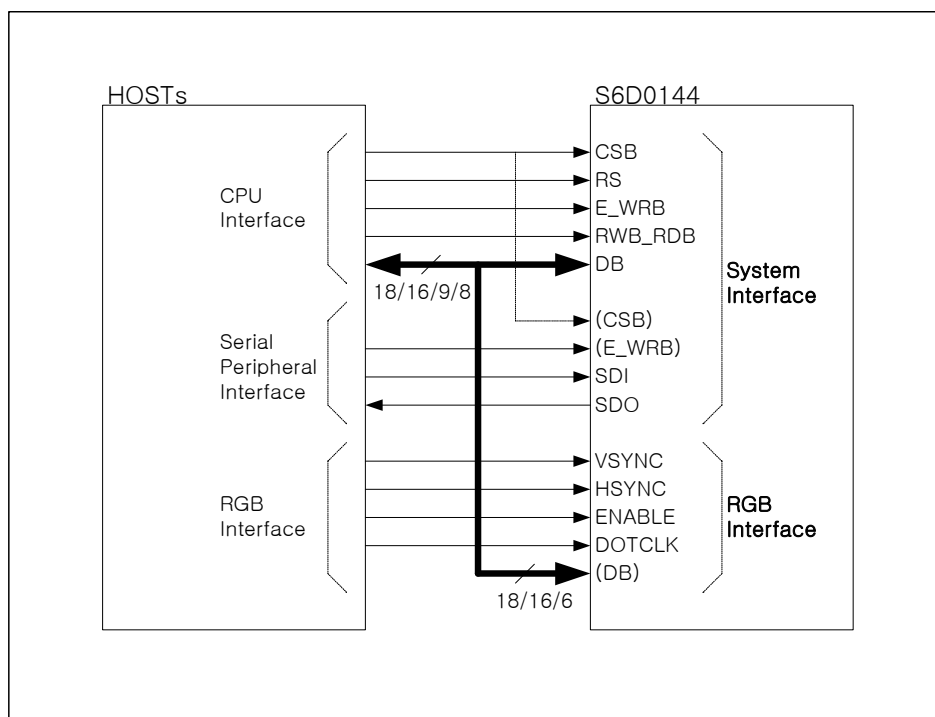 HOSTs
S6D0144
CPU
Interface
CSB
RS
E_WRB
RWB_RDB
DB
18/16/9/8
System
Interface
(CSB)
(E_WRB)
SDI
SDO
Serial
Peripheral
Interface
RGB
Interface
VSYNC
HSYNC
ENABLE
DOTCLK
(DB)
18/16/6
RGB
Interface